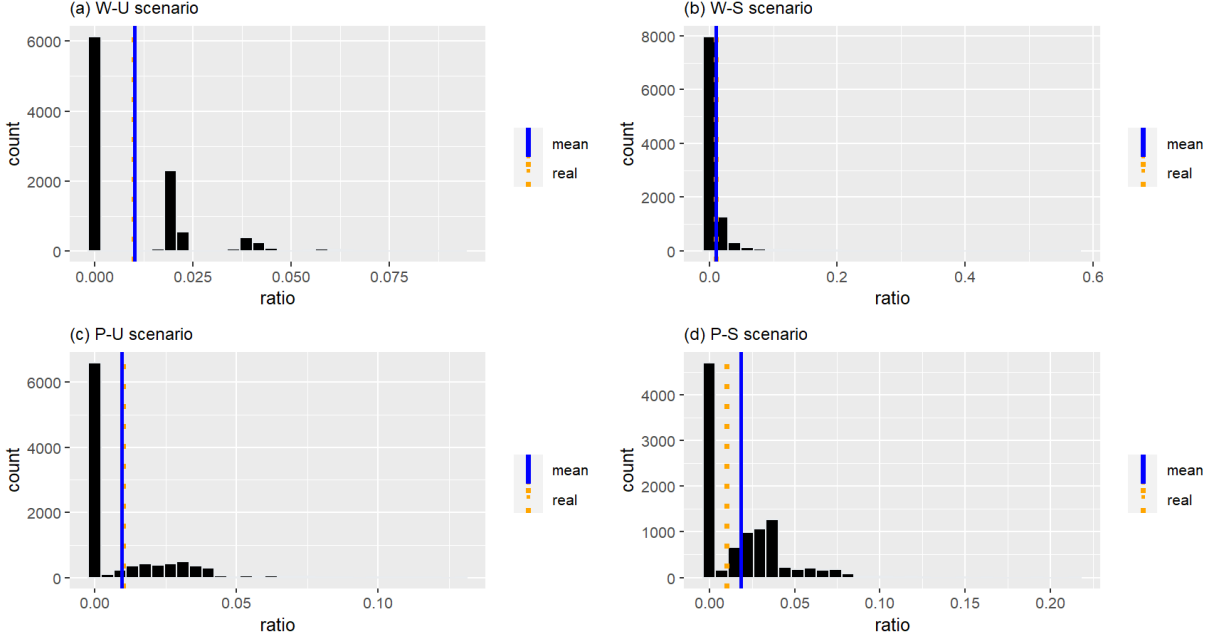 (a) W-U scenario
6000
4000
2000
0
count
0.000
0.025
0.050
0.075
ratio
mean
real
(b) W-S scenario
8000
6000
4000
2000
0
count
0.0
0.2
0.4
0.6
ratio
mean
real
(c) P-U scenario
6000
4000
2000
0
count
0.00
0.05
0.10
ratio
mean
real
(d) P-S scenario
4000
3000
2000
1000
0
count
0.00
0.05
0.10
0.15
0.20
ratio
mean
real